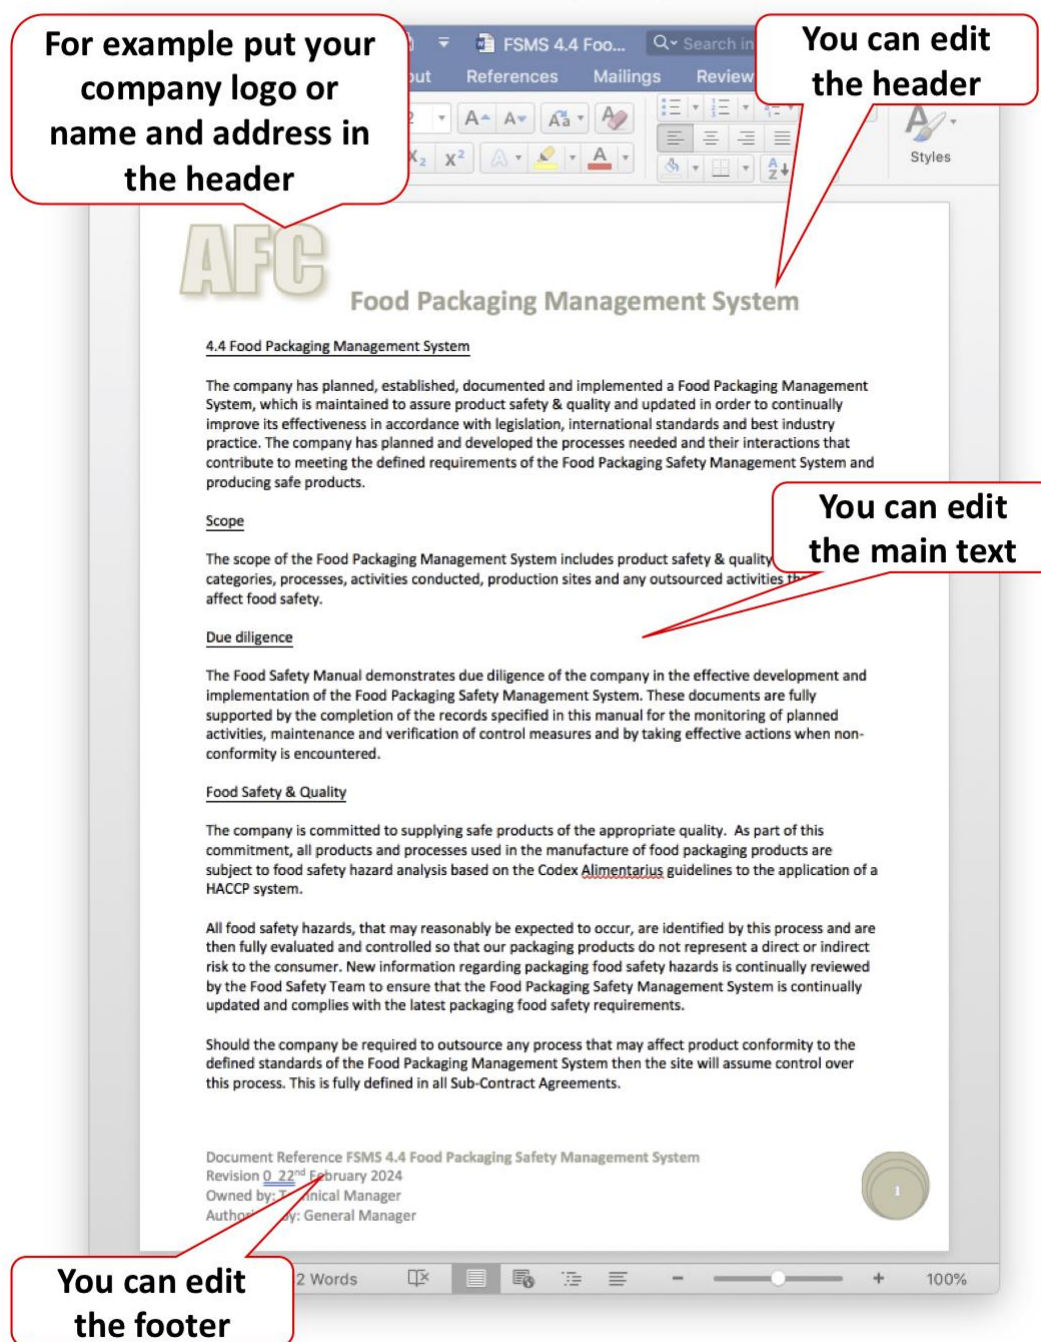 For example put your
company logo or
name and address in
the header
You can edit
the header
FSMS 4.4 Foo...
Search in
References
Mailings
Review
Styles
AFC
Food Packaging Management System
4.4 Food Packaging Management System
The company has planned, established, documented and implemented a Food Packaging Management
System, which is maintained to assure product safety & quality and updated in order to continually
improve its effectiveness in accordance with legislation, international standards and best industry
practice. The company has planned and developed the processes needed and their interactions that
contribute to meeting the defined requirements of the Food Packaging Safety Management System and
producing safe products.
You can edit
the main text
Scope
The scope of the Food Packaging Management System includes product safety & quality
categories, processes, activities conducted, production sites and any outsourced activities
affect food safety.
Due diligence
The Food Safety Manual demonstrates due diligence of the company in the effective development and
implementation of the Food Packaging Safety Management System. These documents are fully
supported by the completion of the records specified in this manual for the monitoring of planned
activities, maintenance and verification of control measures and by taking effective actions when non-
conformity is encountered.
Food Safety & Quality
The company is committed to supplying safe products of the appropriate quality.  As part of this
commitment, all products and processes used in the manufacture of food packaging products are
subject to food safety hazard analysis based on the Codex Alimentarius guidelines to the application of a
HACCP system.
All food safety hazards, that may reasonably be expected to occur, are identified by this process and are
then fully evaluated and controlled so that our packaging products do not represent a direct or indirect
risk to the consumer. New information regarding packaging food safety hazards is continually reviewed
by the Food Safety Team to ensure that the Food Packaging Safety Management System is continually
updated and complies with the latest packaging food safety requirements.
Should the company be required to outsource any process that may affect product conformity to the
defined standards of the Food Packaging Management System then the site will assume control over
this process. This is fully defined in all Sub-Contract Agreements.
Document Reference FSMS 4.4 Food Packaging Safety Management System
Revision 0 22nd February 2024
Owned by: Technical Manager
by: General Manager
1
You can edit
the footer
2 Words
100%